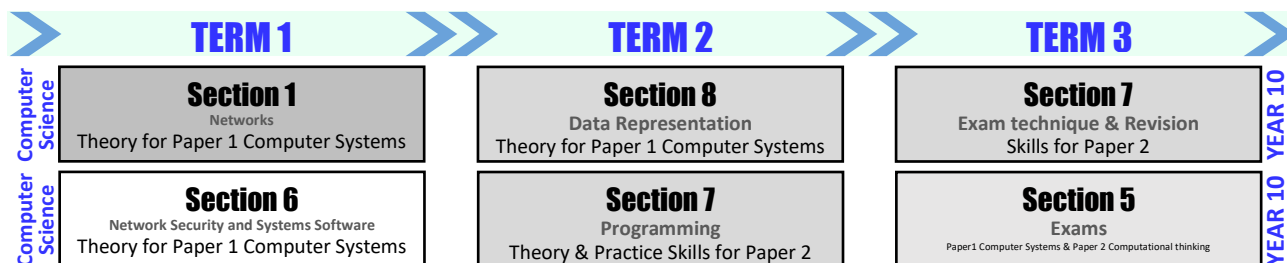 TERM 1
TERM 2
TERM 3
Computer
Science
Section 1
Networks
Theory for Paper 1 Computer Systems
Section 8
Data Representation
Theory for Paper 1 Computer Systems
Section 7
Exam technique & Revision
Skills for Paper 2
YEAR 10
Computer
Science
Section 6
Network Security and Systems Software
Theory for Paper 1 Computer Systems
Section 7
Programming
Theory & Practice Skills for Paper 2
Section 5
Exams
Paper1 Computer Systems & Paper 2 Computational thinking
YEAR 10